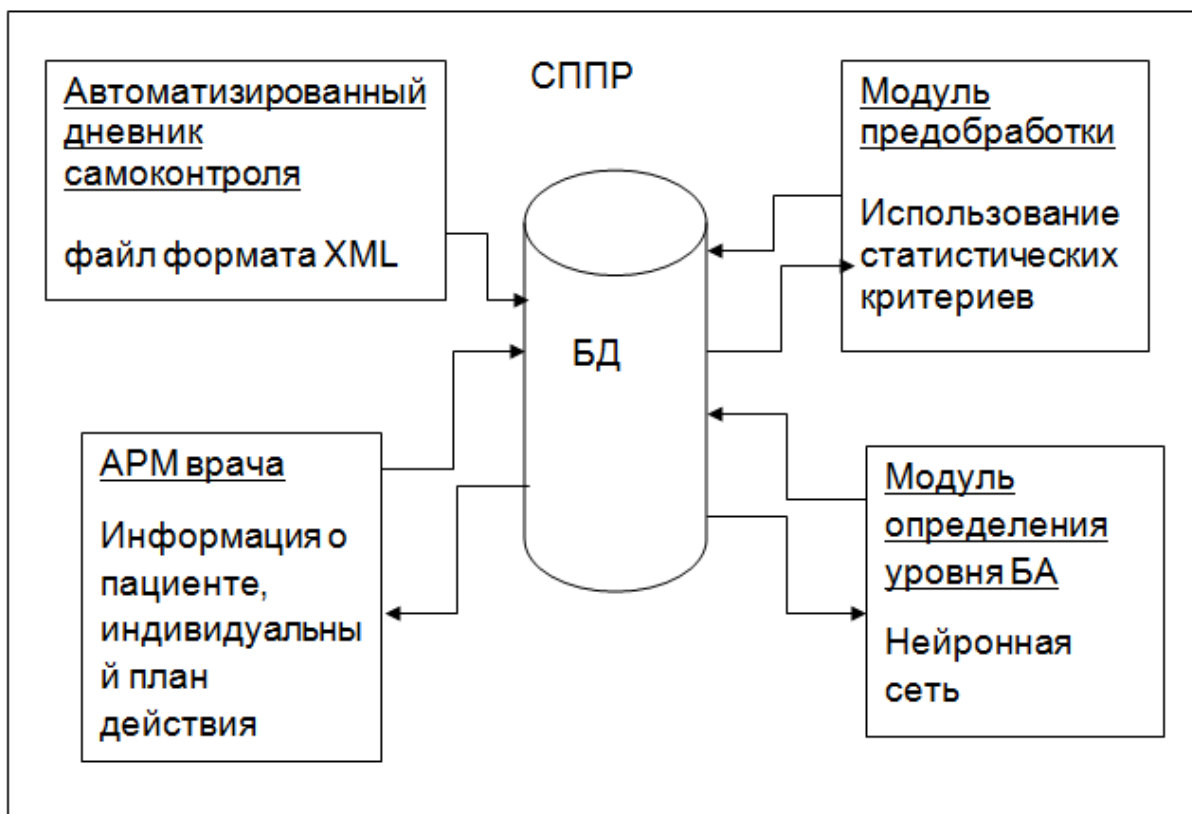 СППР
Автоматизированный
дневник
самоконтроля
файл формата XML
Модуль
предобработки
Использование
статистических
критериев
БД
АРМ врача
Информация о
пациенте,
индивидуальны
й план
действия
Модуль
определения
уровня БА
Нейронная
сеть